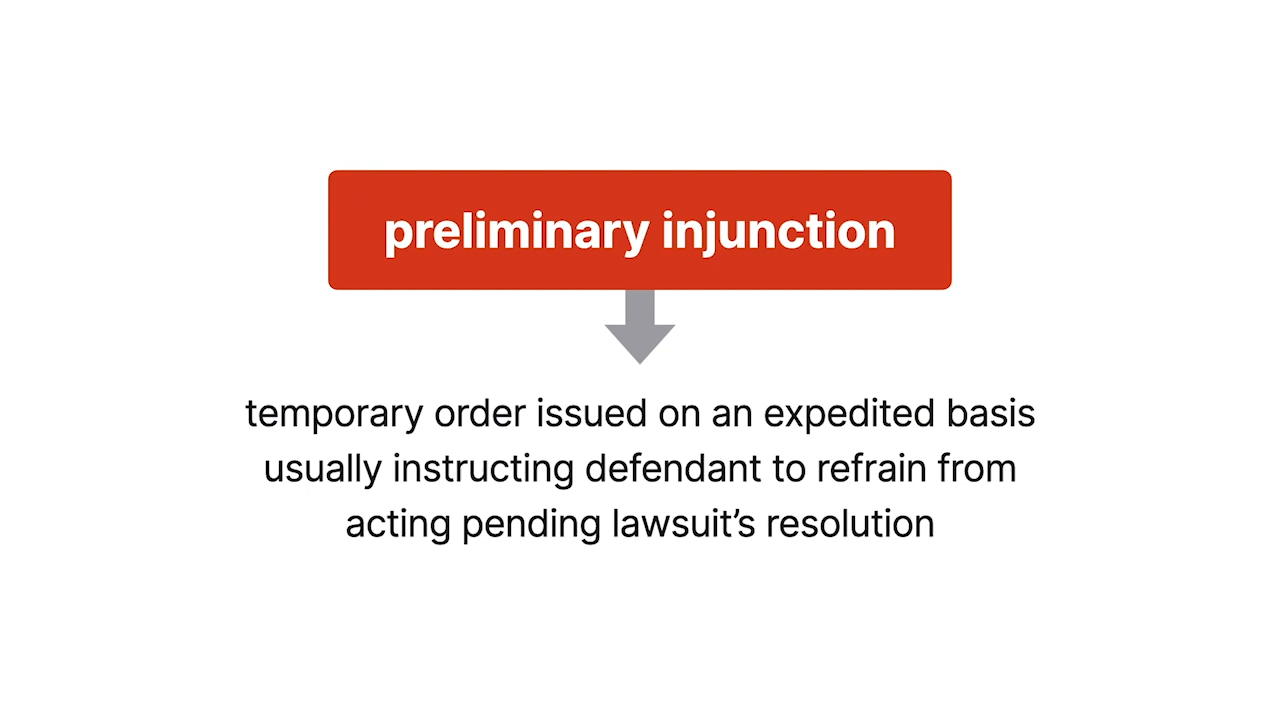 preliminary injunction
temporary order issued on an expedited basis
usually instructing defendant to refrain from
acting pending lawsuit’s resolution